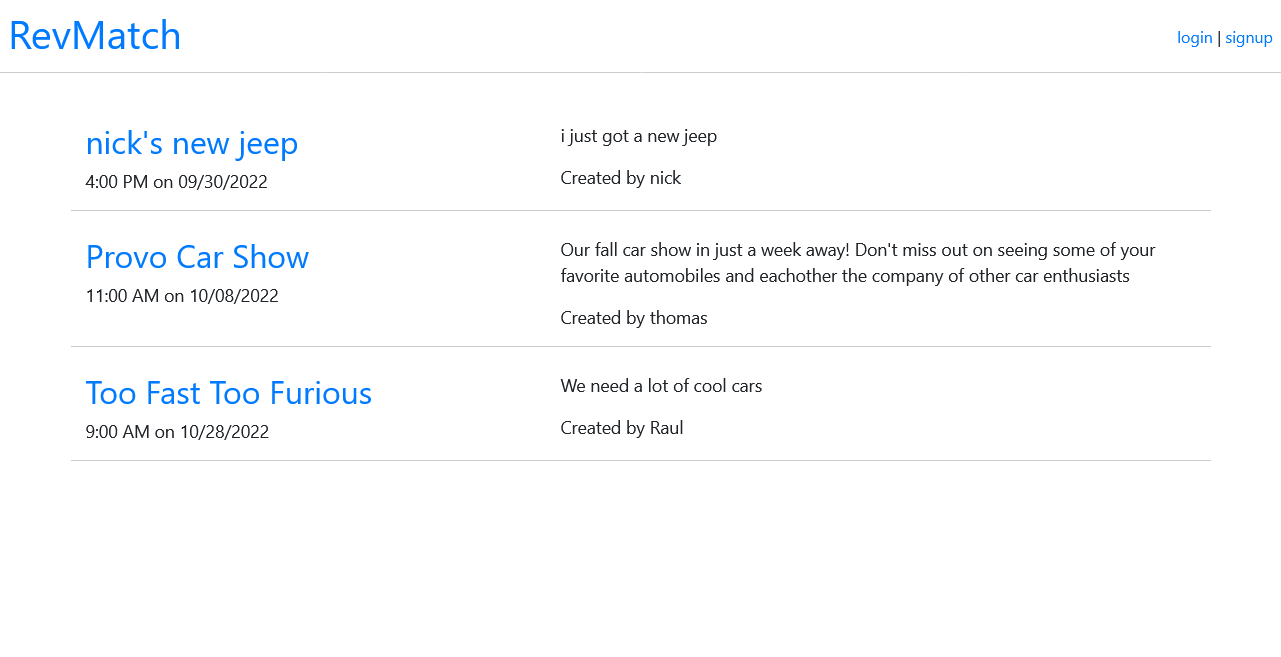 RevMatch
login | signup
nick's new jeep
4:00 PM on 09/30/2022
i just got a new jeep
Created by nick
Provo Car Show
11:00 AM on 10/08/2022
Our fall car show in just a week away! Don't miss out on seeing some of your
favorite automobiles and eachother the company of other car enthusiasts
Created by thomas
Too Fast Too Furious
9:00 AM on 10/28/2022
We need a lot of cool cars
Created by Raul